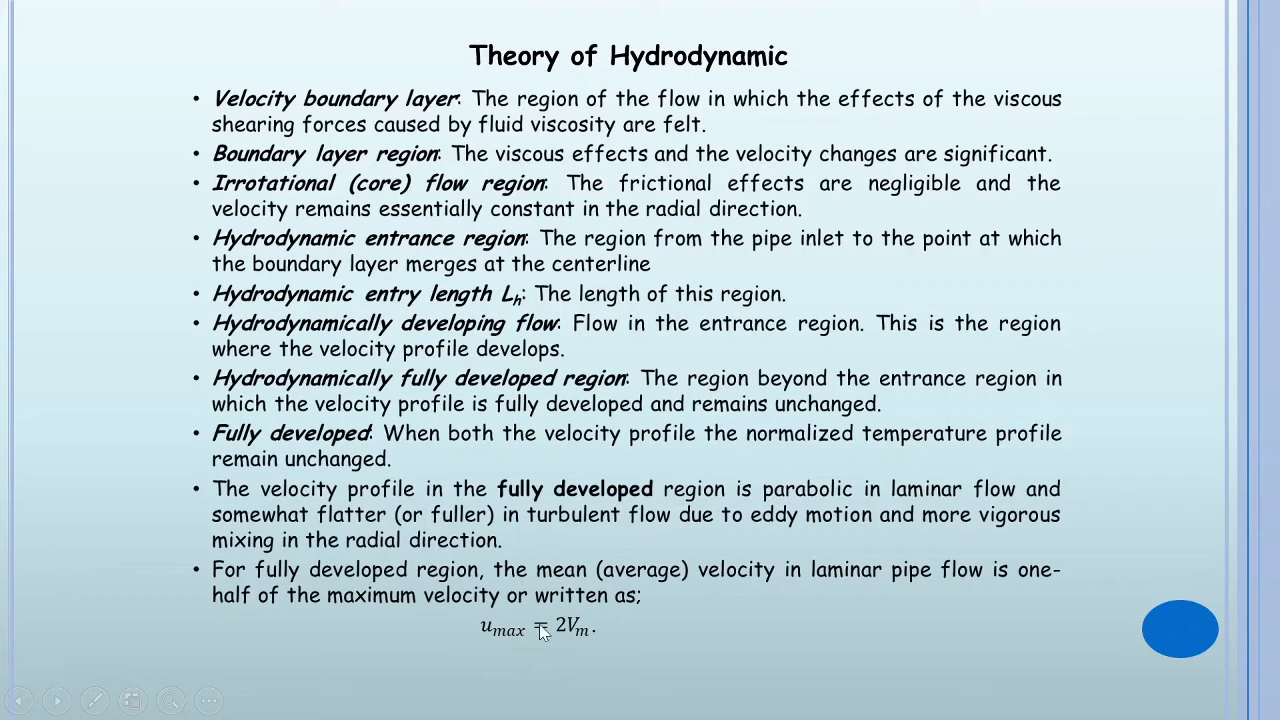 Theory of Hydrodynamic
• Velocity boundary layer: The region of the flow in which the effects of the viscous
shearing forces caused by fluid viscosity are felt.
• Boundary layer region: The viscous effects and the velocity changes are significant.
• Irrotational (core) flow region: The frictional effects are negligible and the
velocity remains essentially constant in the radial direction.
• Hydrodynamic entrance region: The region from the pipe inlet to the point at which
the boundary layer merges at the centerline
• Hydrodynamic entry length Lₕ: The length of this region.
• Hydrodynamically developing flow: Flow in the entrance region. This is the region
where the velocity profile develops.
• Hydrodynamically fully developed region: The region beyond the entrance region in
which the velocity profile is fully developed and remains unchanged.
• Fully developed: When both the velocity profile the normalized temperature profile
remain unchanged.
• The velocity profile in the fully developed region is parabolic in laminar flow and
somewhat flatter (or fuller) in turbulent flow due to eddy motion and more vigorous
mixing in the radial direction.
• For fully developed region, the mean (average) velocity in laminar pipe flow is one-
half of the maximum velocity or written as;
u_max = 2V_m.